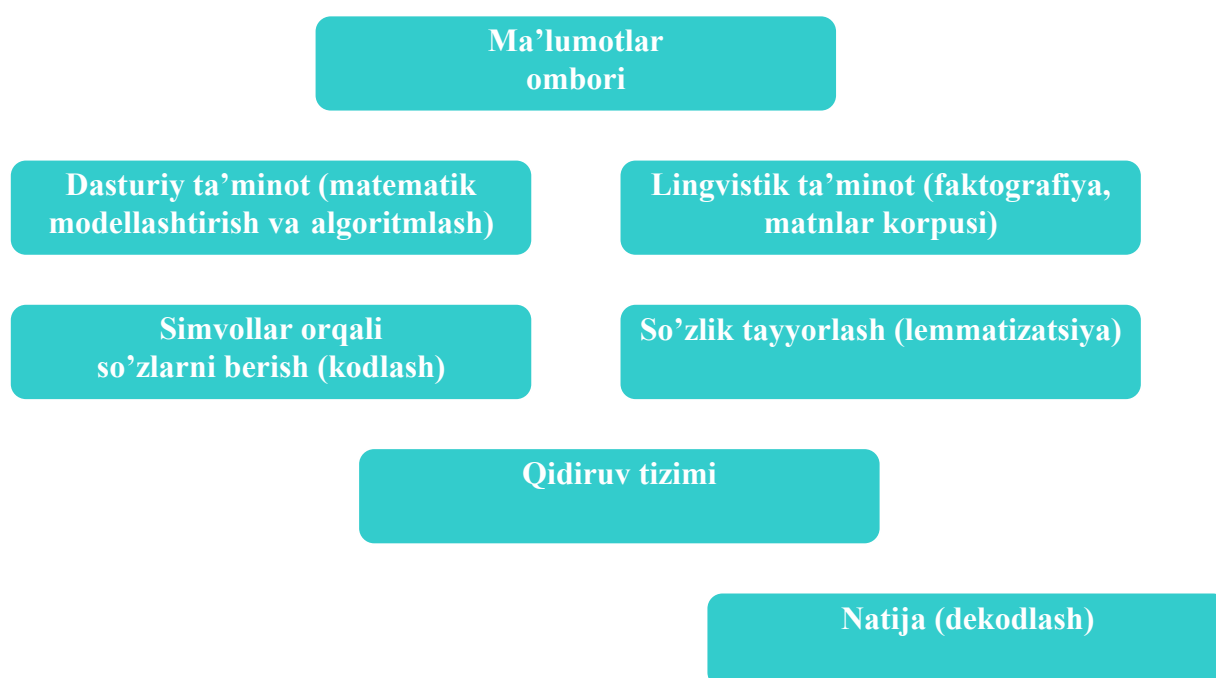 Ma’lumotlar
ombori
Dasturiy ta’minot (matematik
modellashtirish va algoritmlash)
Lingvistik ta’minot (faktografiya,
matnlar korpusi)
Simvollar orqali
so’zlarni berish (kodlash)
So’zlik tayyorlash (lemmatizatsiya)
Qidiruv tizimi
Natija (dekodlash)